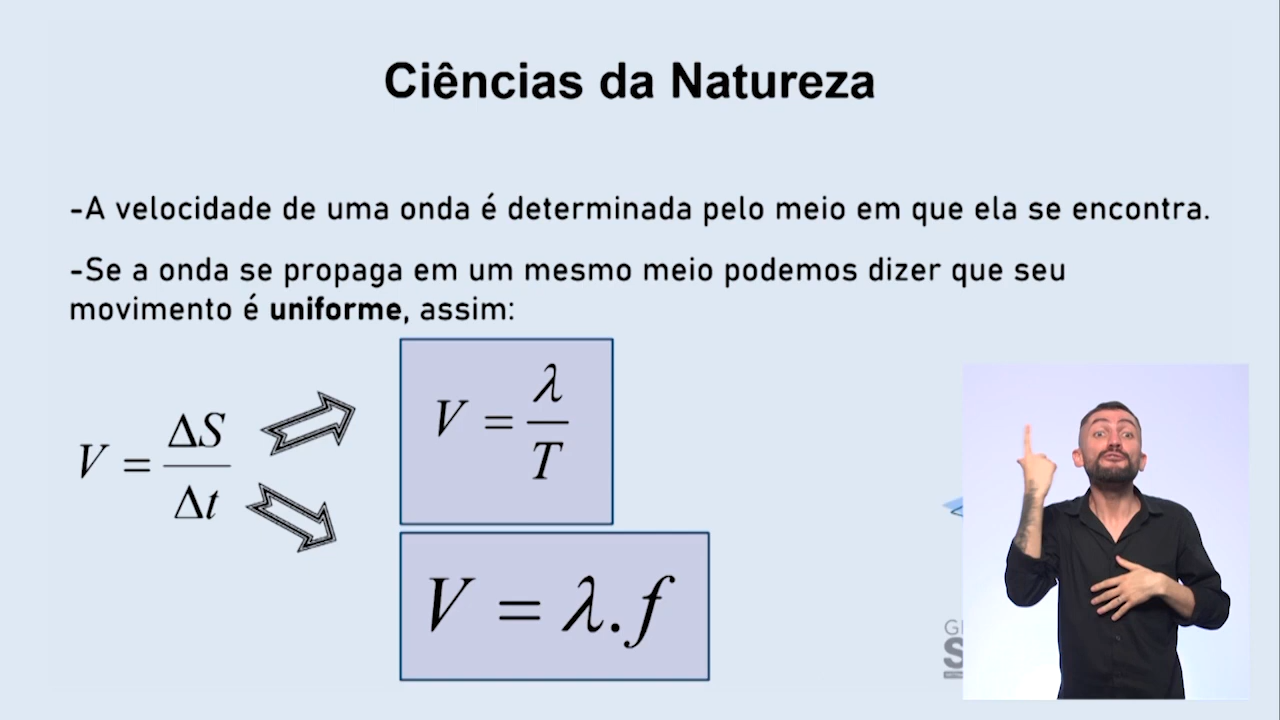 Ciências da Natureza
-A velocidade de uma onda é determinada pelo meio em que ela se encontra.
-Se a onda se propaga em um mesmo meio podemos dizer que seu
movimento é uniforme, assim:
V = ΔS / Δt
V = λ / T
V = λ.f